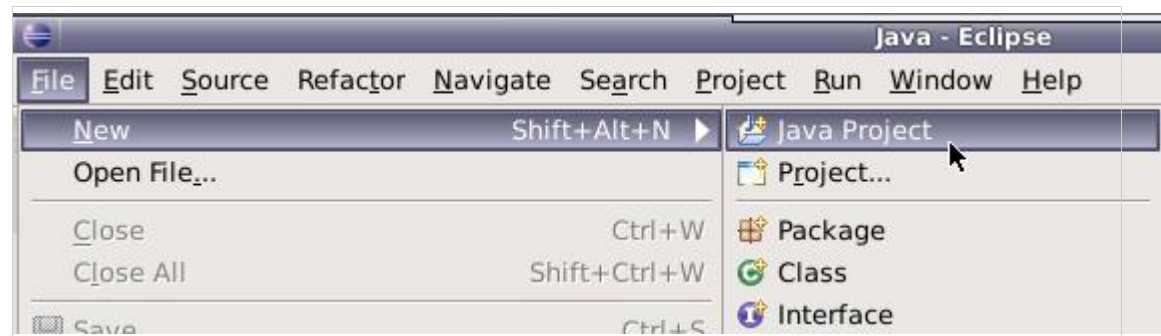 Java - Eclipse
File Edit Source Refactor Navigate Search Project Run Window Help
New Shift+Alt+N Java Project
Open File... Project...
Close Ctrl+W Package
Close All Shift+Ctrl+W Class
Save Ctrl+S Interface